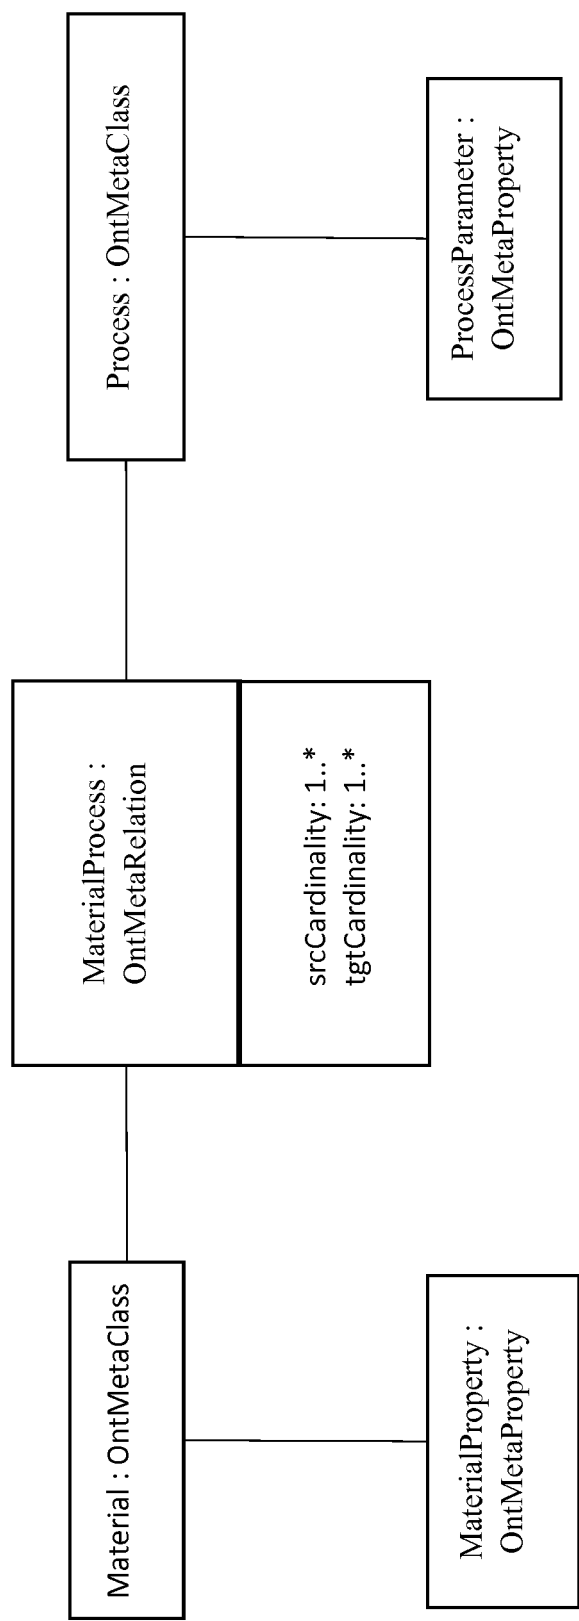 Material : OntMetaClass
MaterialProcess :
OntMetaRelation
srcCardinality: 1..*
tgtCardinality: 1..*
Process : OntMetaClass
MaterialProperty :
OntMetaProperty
ProcessParameter :
OntMetaProperty